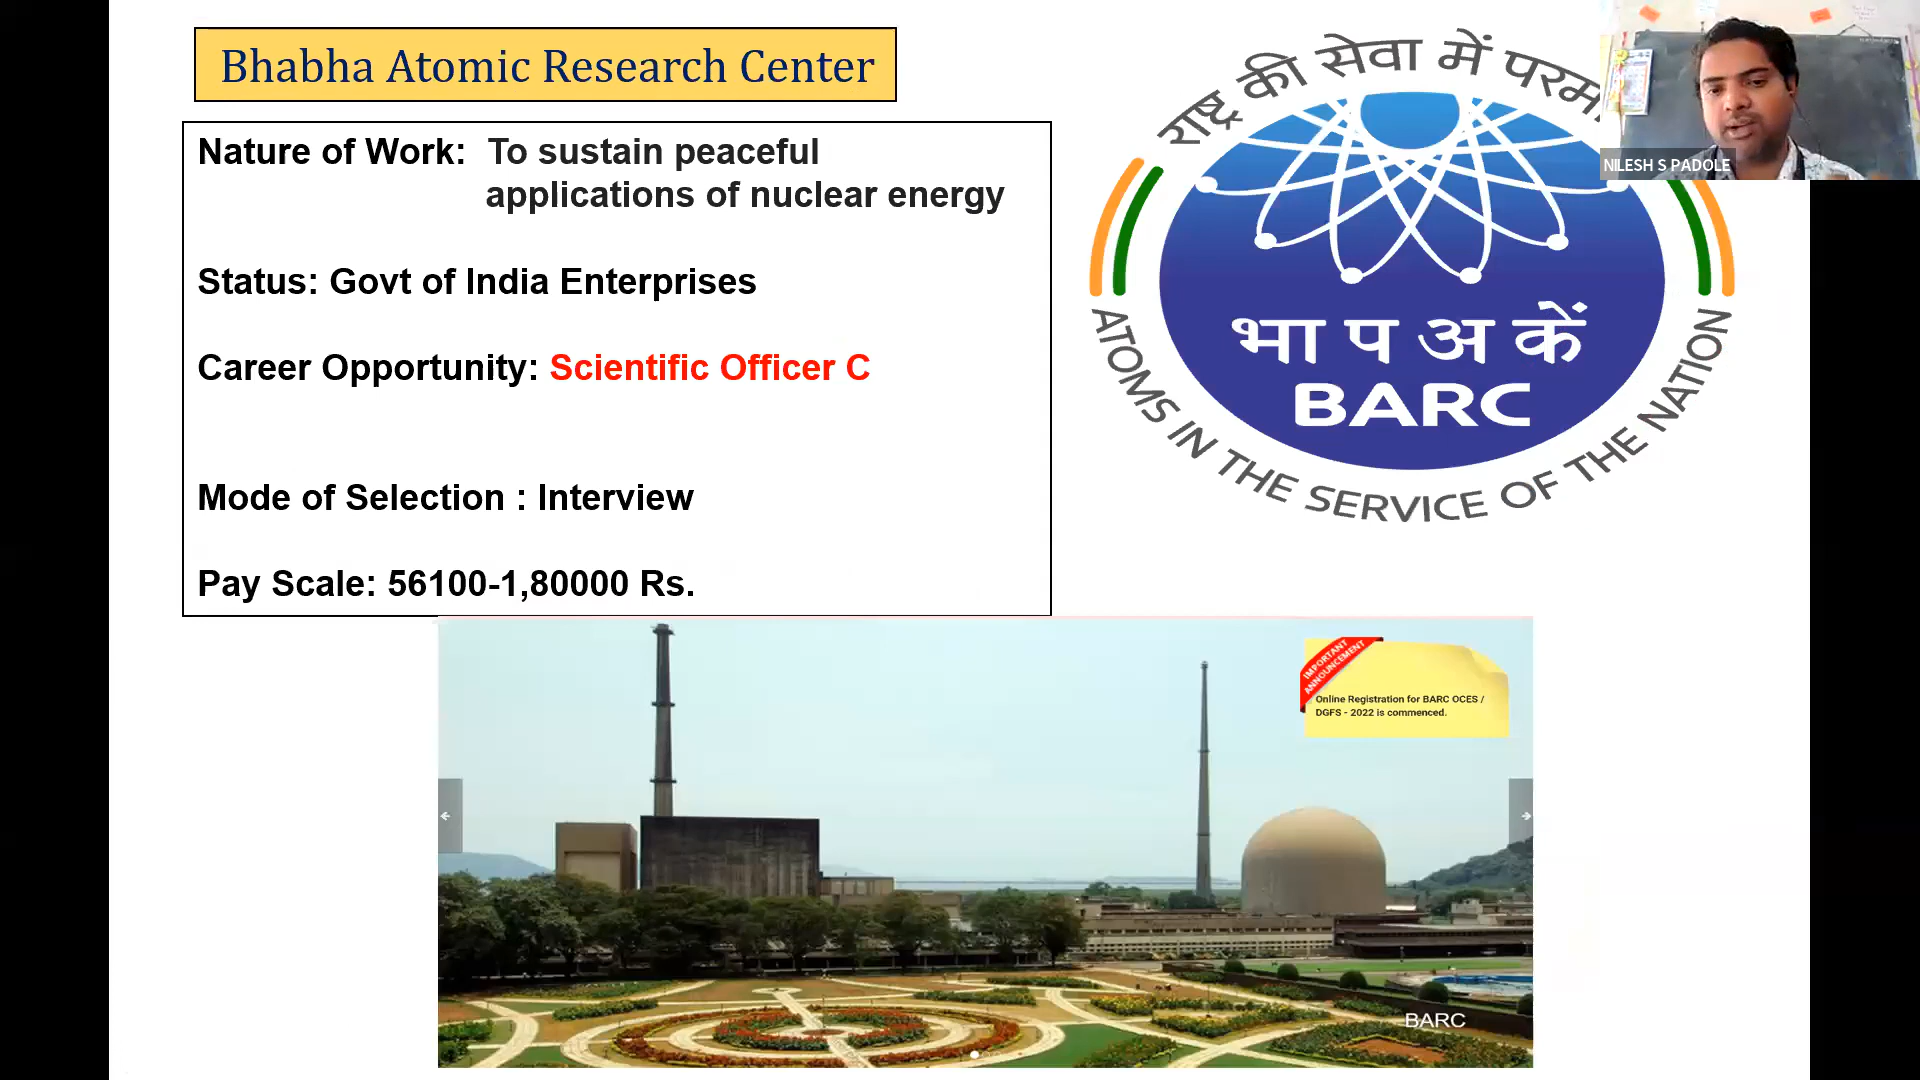 Bhabha Atomic Research Center
Nature of Work: To sustain peaceful
applications of nuclear energy
Status: Govt of India Enterprises
Career Opportunity: Scientific Officer C
Mode of Selection : Interview
Pay Scale: 56100-1,80000 Rs.
राष्ट्र की सेवा में
भा प अ कें
BARC
ATOMS IN THE SERVICE OF THE NATION
NILESH S PADOLE
IMPORTANT
ANNOUNCEMENT
Online Registration for BARC OCES /
DGFS - 2022 is commenced.
BARC